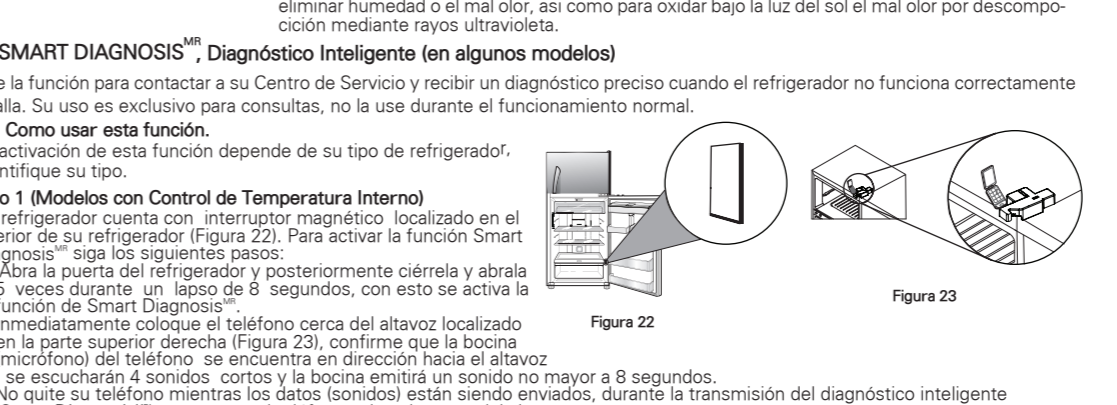 eliminar humedad o el mal olor, así como para oxidar bajo la luz del sol el mal olor por descompo-
cición mediante rayos ultravioleta.
SMART DIAGNOSIS MR, Diagnóstico Inteligente (en algunos modelos)
la función para contactar a su Centro de Servicio y recibir un diagnóstico preciso cuando el refrigerador no funciona correctamente
Su uso es exclusivo para consultas, no la use durante el funcionamiento normal.
Como usar esta función.
activación de esta función depende de su tipo de refrigerador,
tipo.
1 (Modelos con Control de Temperatura Interno)
refrigerador cuenta con interruptor magnético localizado en el
de su refrigerador (Figura 22). Para activar la función Smart
MR siga los siguientes pasos:
Abra la puerta del refrigerador y posteriormente ciérrela y abrala
5 veces durante un lapso de 8 segundos, con esto se activa la
función de Smart Diagnosis MR.
nmediatamente coloque el teléfono cerca del altavoz localizado
en la parte superior derecha (Figura 23), confirme que la bocina
micrófono) del teléfono se encuentra en dirección hacia el altavoz
se escucharán 4 sonidos cortos y la bocina emitirá un sonido no mayor a 8 segundos.
No quite su teléfono mientras los datos (sonidos) están siendo enviados, durante la transmisión del diagnóstico inteligente
Figura 22
Figura 23